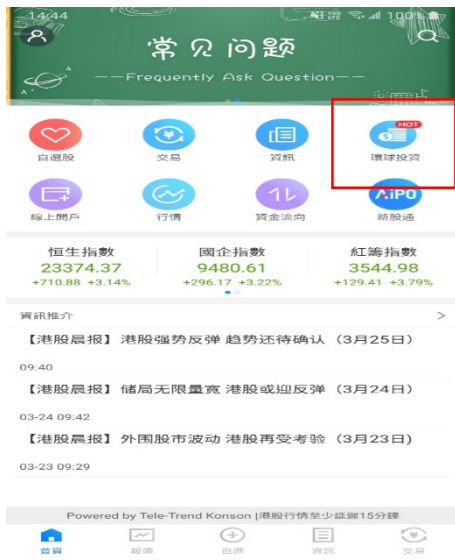 14:44
100%
常见问题
——Frequently Ask Question——
HOT
自選股
交易
資訊
環球投資
AiPO
線上開戶
行情
資金流向
新股通
恒生指數
國企指數
紅籌指數
23374.37
9480.61
3544.98
+710.88 +3.14%
+296.17 +3.22%
+129.41 +3.79%
資訊推介
>
【港股晨报】港股强势反弹 趋势还待确认（3月25日）
09:40
【港股晨报】储局无限量宽 港股或迎反弹（3月24日）
03-24 09:42
【港股晨报】外围股市波动 港股再受考验（3月23日)
03-23 09:29
Powered by Tele-Trend Konson |港股行情至少延遲15分鐘
首頁
報價
自選
資訊
交易